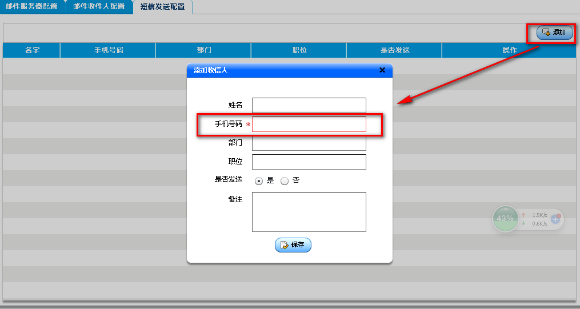 邮件服务器配置 邮件收件人配置 短信发送配置
添加
名字 手机号码 部门 职位 是否发送 操作
添加收信人
姓名
手机号码 *
部门
职位
是否发送 是 否
备注
保存